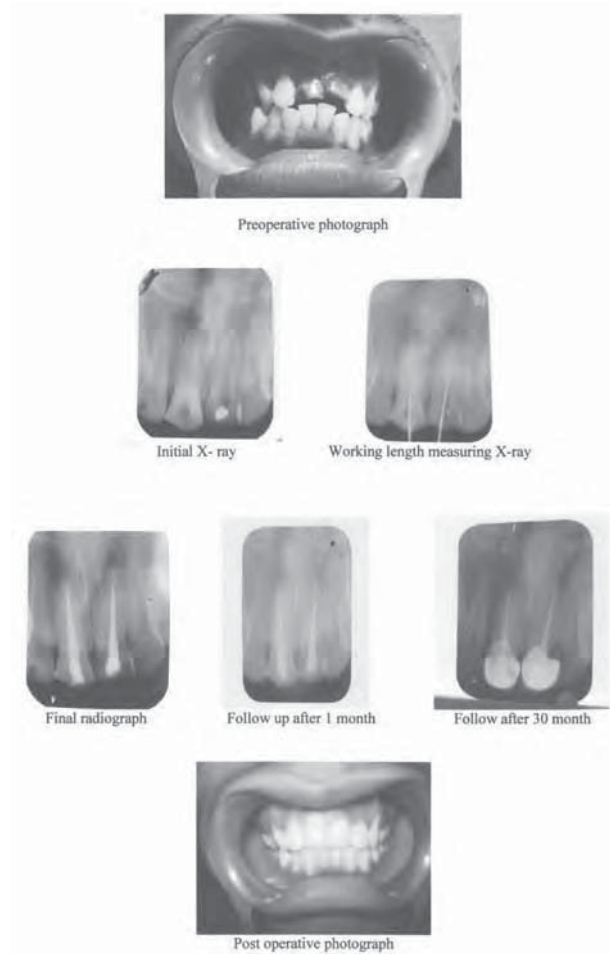 Preoperative photograph
Initial X- ray
Working length measuring X-ray
Final radiograph
Follow up after 1 month
Follow after 30 month
Post operative photograph